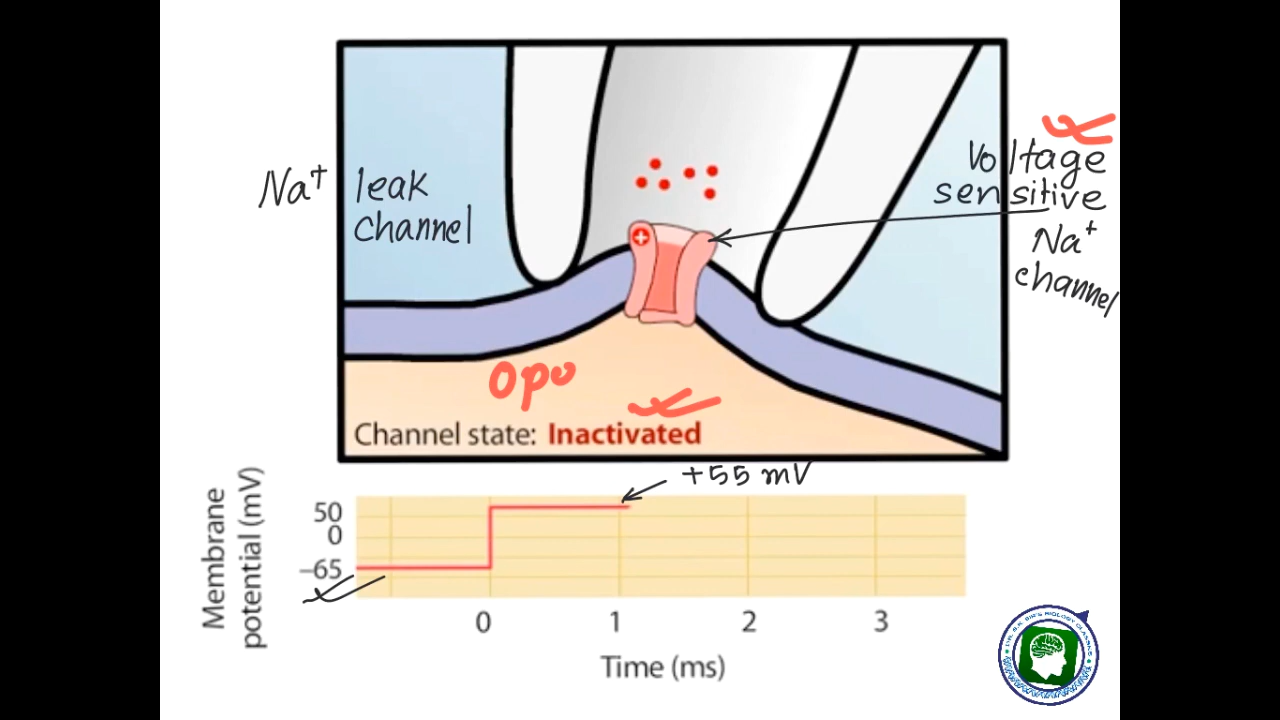 Na+ leak
channel
Voltage
sensitive
Na+
channel
opo
Channel state: Inactivated
+55 mV
Membrane
potential (mV)
50
0
–65
0 1 2 3
Time (ms)